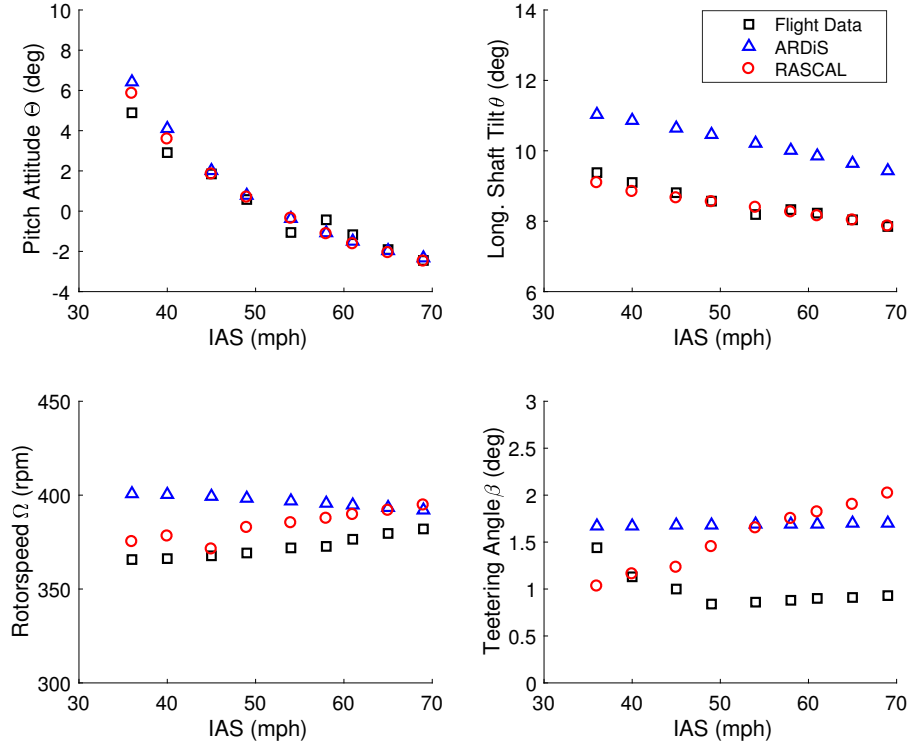 Flight Data
ARDiS
RASCAL
10
8
6
4
2
0
-2
-4
Pitch Attitude Θ (deg)
30 40 50 60 70
IAS (mph)
14
12
10
8
6
Long. Shaft Tilt θ (deg)
30 40 50 60 70
IAS (mph)
450
400
350
300
Rotorspeed Ω (rpm)
30 40 50 60 70
IAS (mph)
3
2.5
2
1.5
1
0.5
0
Teetering Angle β (deg)
30 40 50 60 70
IAS (mph)